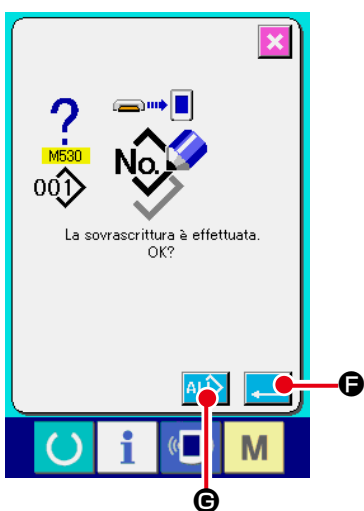 ?
M530
001
No.
La sovrascrittura è effettuata.
OK?
ALL
F
G
i
M